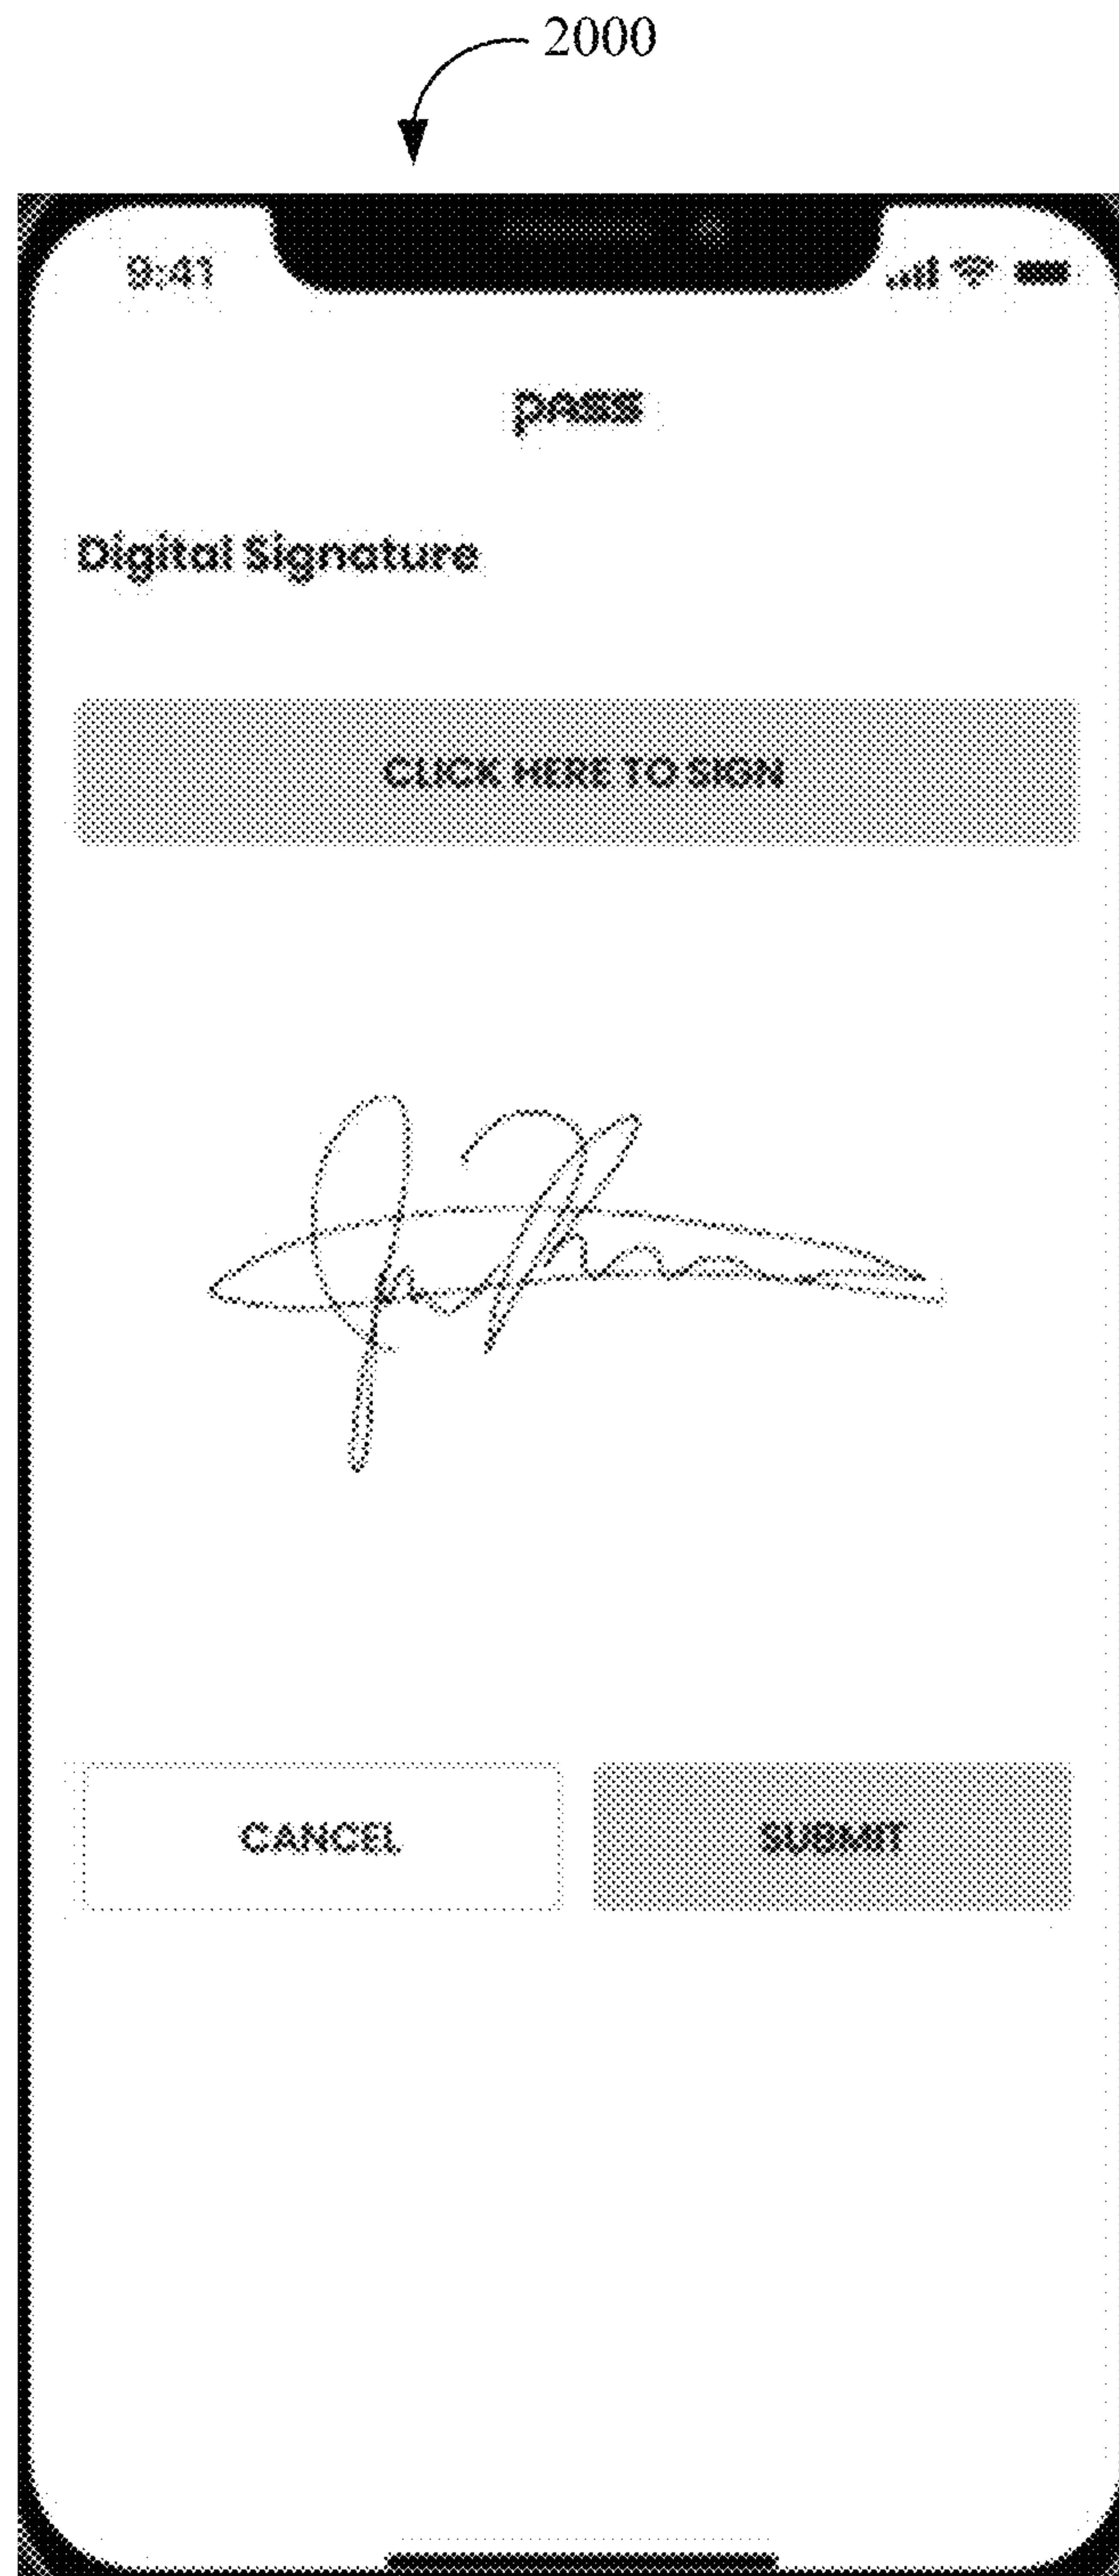 2000
9:41
pass
Digital Signature
CLICK HERE TO SIGN
CANCEL SUBMIT